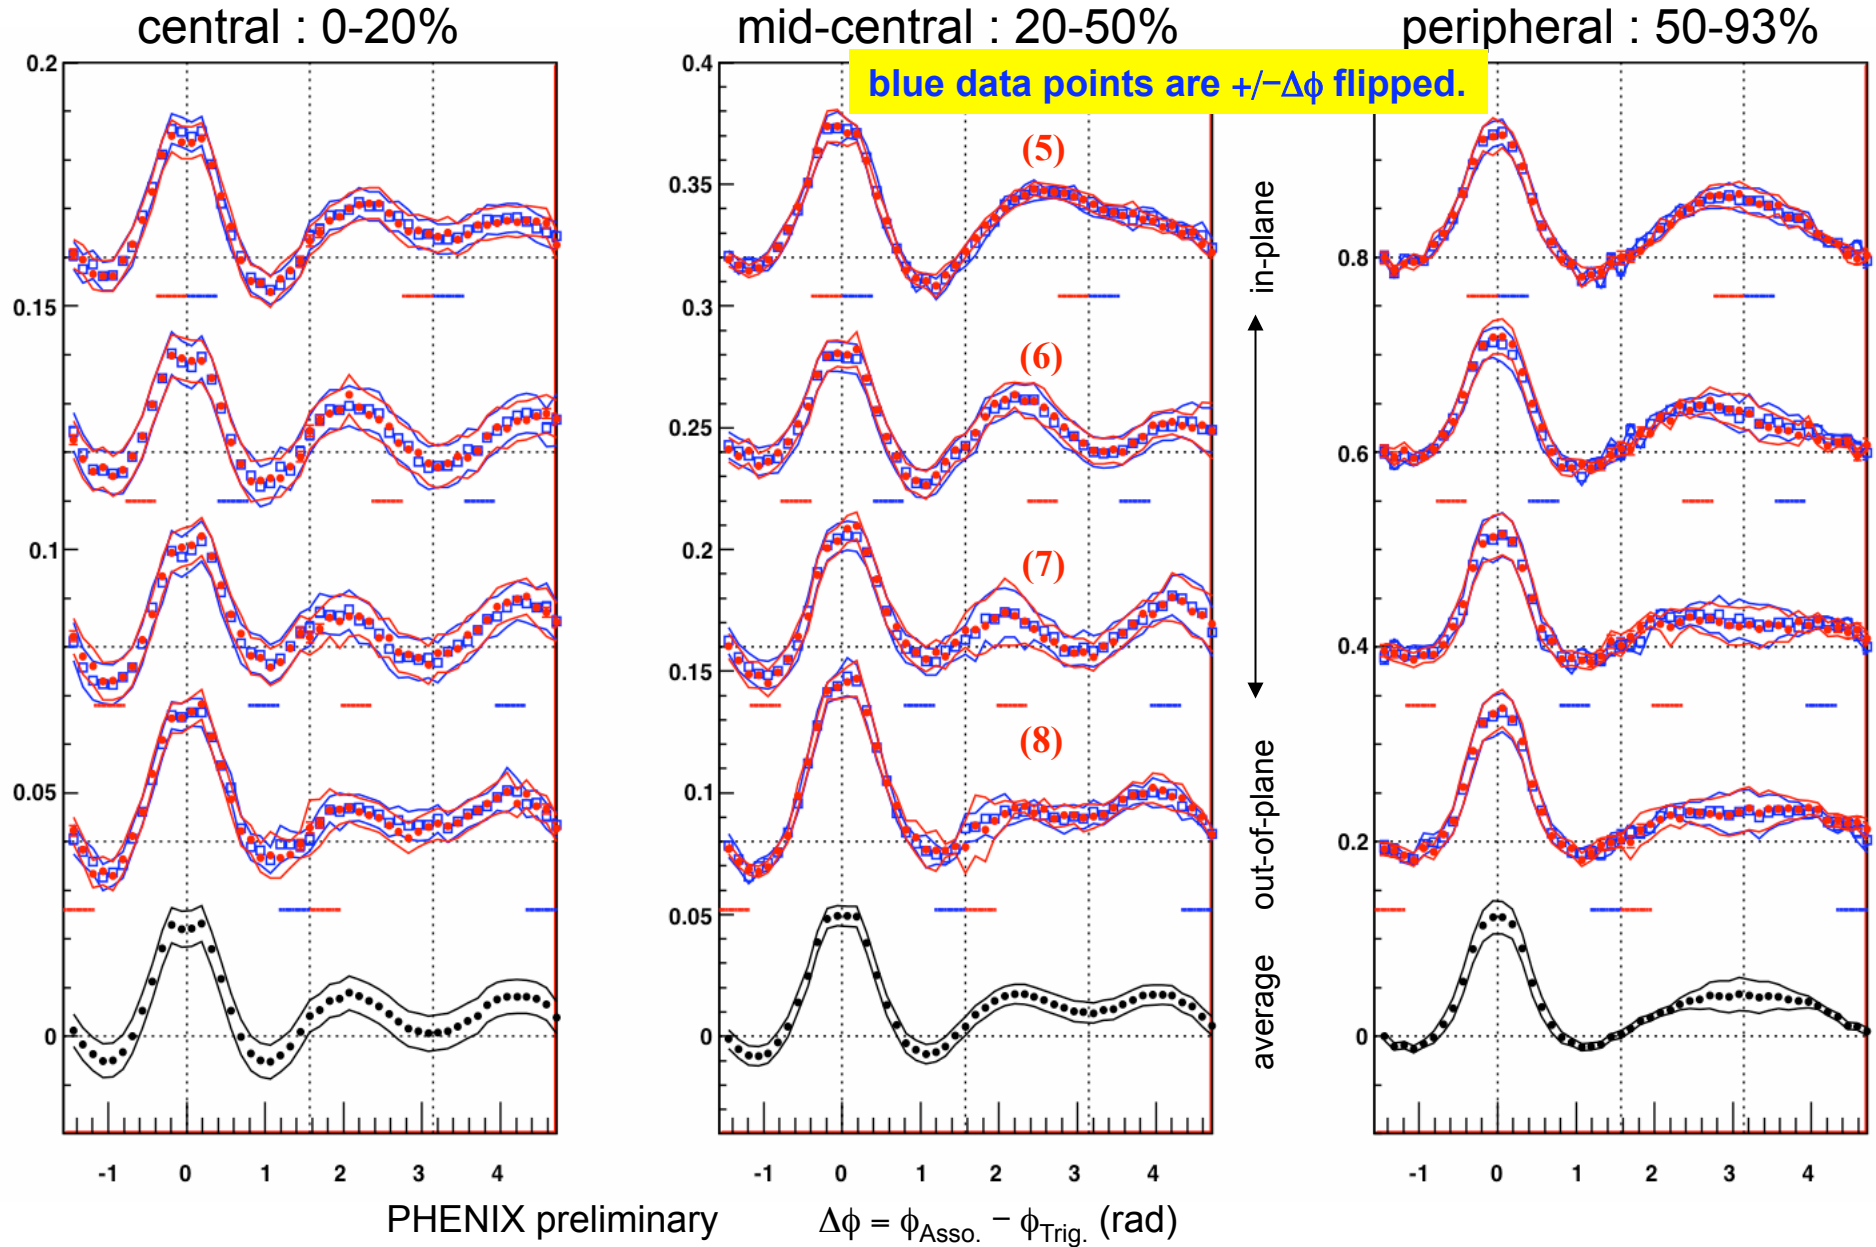 central : 0-20%
mid-central : 20-50%
peripheral : 50-93%
blue data points are +/−Δϕ flipped.
0.2
0.15
0.1
0.05
0
-1 0 1 2 3 4
0.4
0.35
0.3
0.25
0.2
0.15
0.1
0.05
0
-1 0 1 2 3 4
(5)
(6)
(7)
(8)
in-plane
out-of-plane
average
0.8
0.6
0.4
0.2
0
-1 0 1 2 3 4
PHENIX preliminary
Δϕ = ϕAsso. − ϕTrig. (rad)